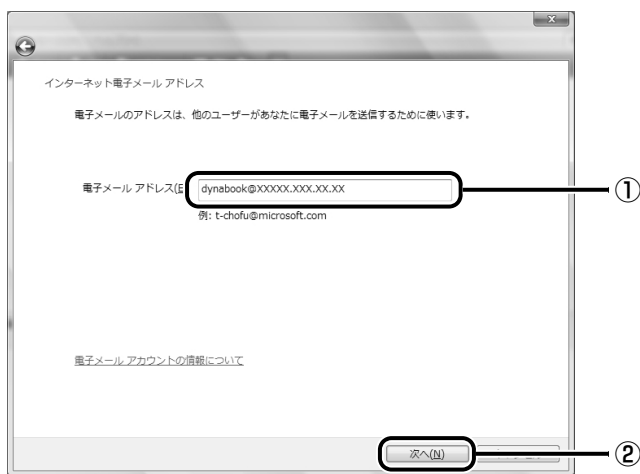 インターネット電子メール アドレス
電子メールのアドレスは、他のユーザーがあなたに電子メールを送信するために使います。
電子メール アドレス(E
dynabook@XXXXX.XXX.XX.XX
①
例: t-chofu@microsoft.com
電子メール アカウントの情報について
次へ(N)
②